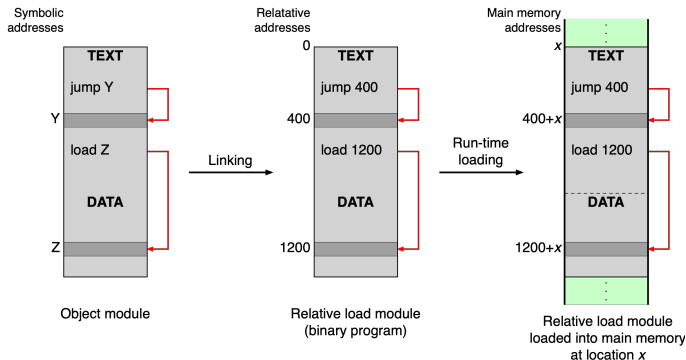 Symbolic
addresses
TEXT
jump Y
Y
load Z
DATA
Z
Object module
Linking
Relatative
addresses
0
TEXT
jump 400
400
load 1200
DATA
1200
Relative load module
(binary program)
Run-time
loading
Main memory
addresses
x
TEXT
jump 400
400+x
load 1200
DATA
1200+x
Relative load module
loaded into main memory
at location x